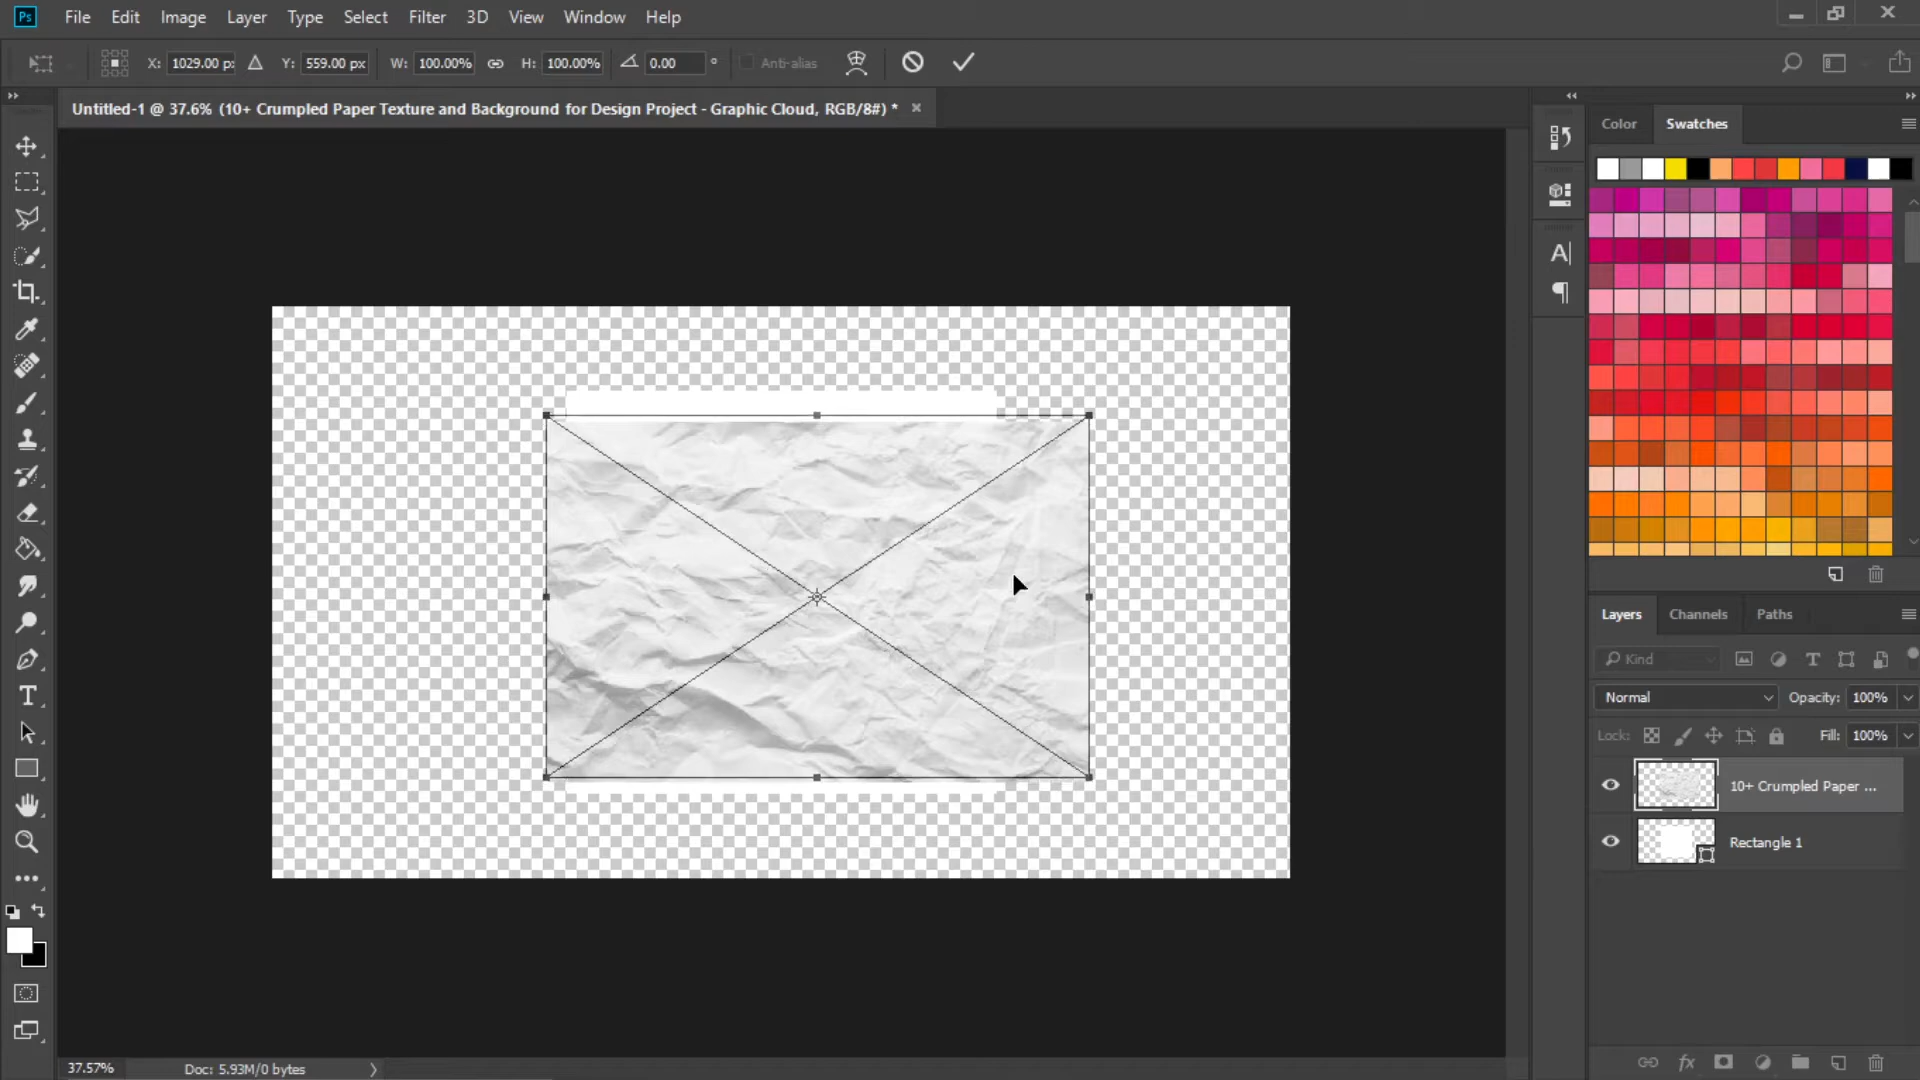 Ps File Edit Image Layer Type Select Filter 3D View Window Help
X: 1029.00 px Y: 559.00 px W: 100.00% H: 100.00% 0.00 ° Anti-alias
Untitled-1 @ 37.6% (10+ Crumpled Paper Texture and Background for Design Project - Graphic Cloud, RGB/8#) *
Color Swatches
Layers Channels Paths
Kind
Normal Opacity: 100%
Lock: Fill: 100%
10+ Crumpled Paper ...
Rectangle 1
37.57% Doc: 5.93M/0 bytes